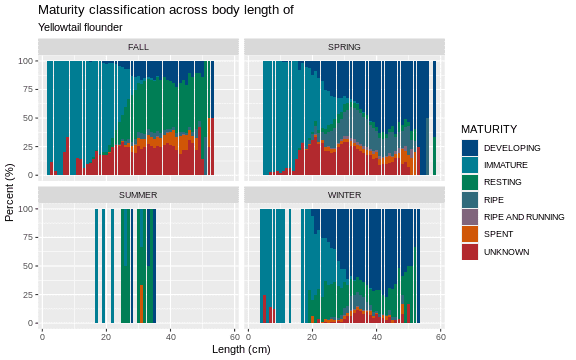 Maturity classification across body length of
Yellowtail flounder
FALL
SPRING
100
75
50
25
0
SUMMER
WINTER
100
75
50
25
0
0
20
40
60
0
20
40
60
Length (cm)
Percent (%)
MATURITY
DEVELOPING
IMMATURE
RESTING
RIPE
RIPE AND RUNNING
SPENT
UNKNOWN